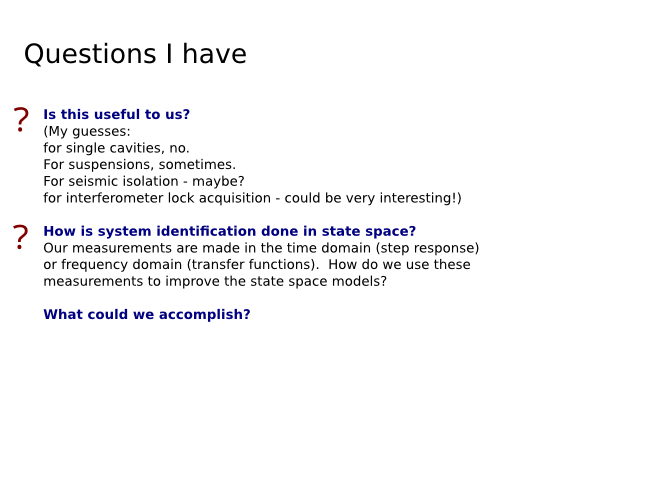 Questions I have
? Is this useful to us?
(My guesses:
for single cavities, no.
For suspensions, sometimes.
For seismic isolation - maybe?
for interferometer lock acquisition - could be very interesting!)
? How is system identification done in state space?
Our measurements are made in the time domain (step response)
or frequency domain (transfer functions).  How do we use these
measurements to improve the state space models?
What could we accomplish?